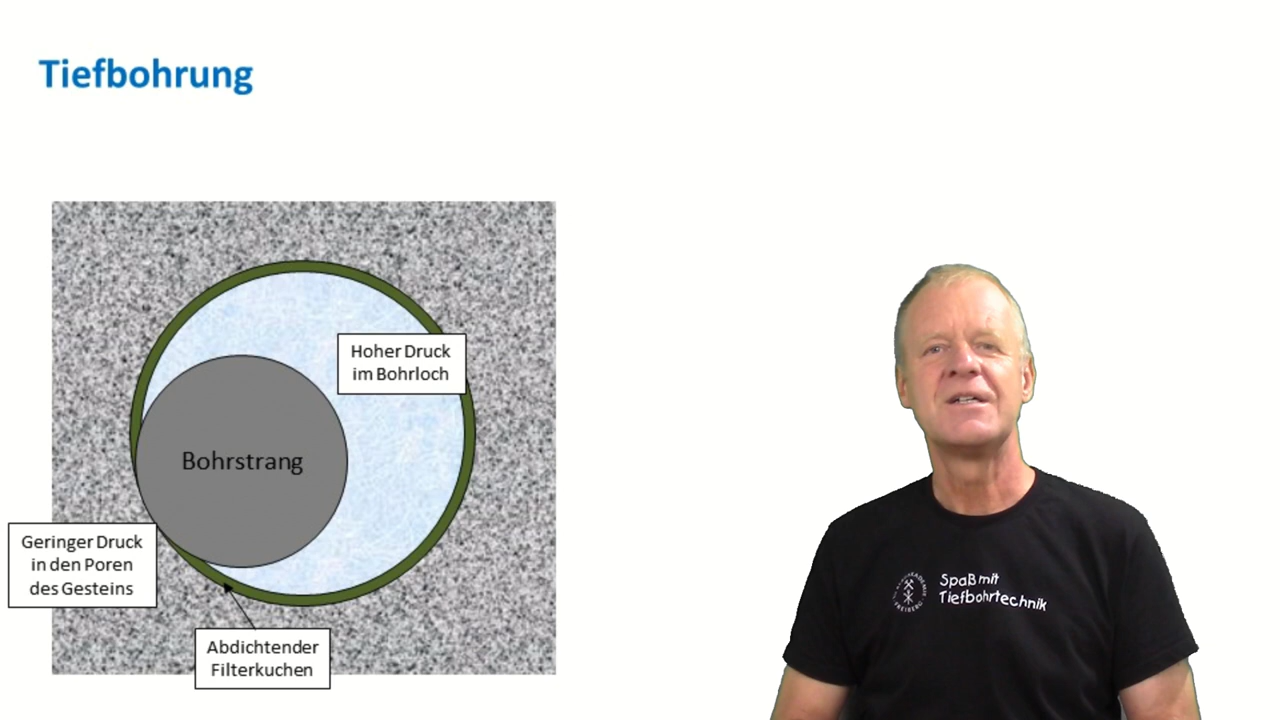 Tiefbohrung
Hoher Druck
im Bohrloch
Bohrstrang
Geringer Druck
in den Poren
des Gesteins
Abdichtender
Filterkuchen
Spaß mit
Tiefbohrtechnik